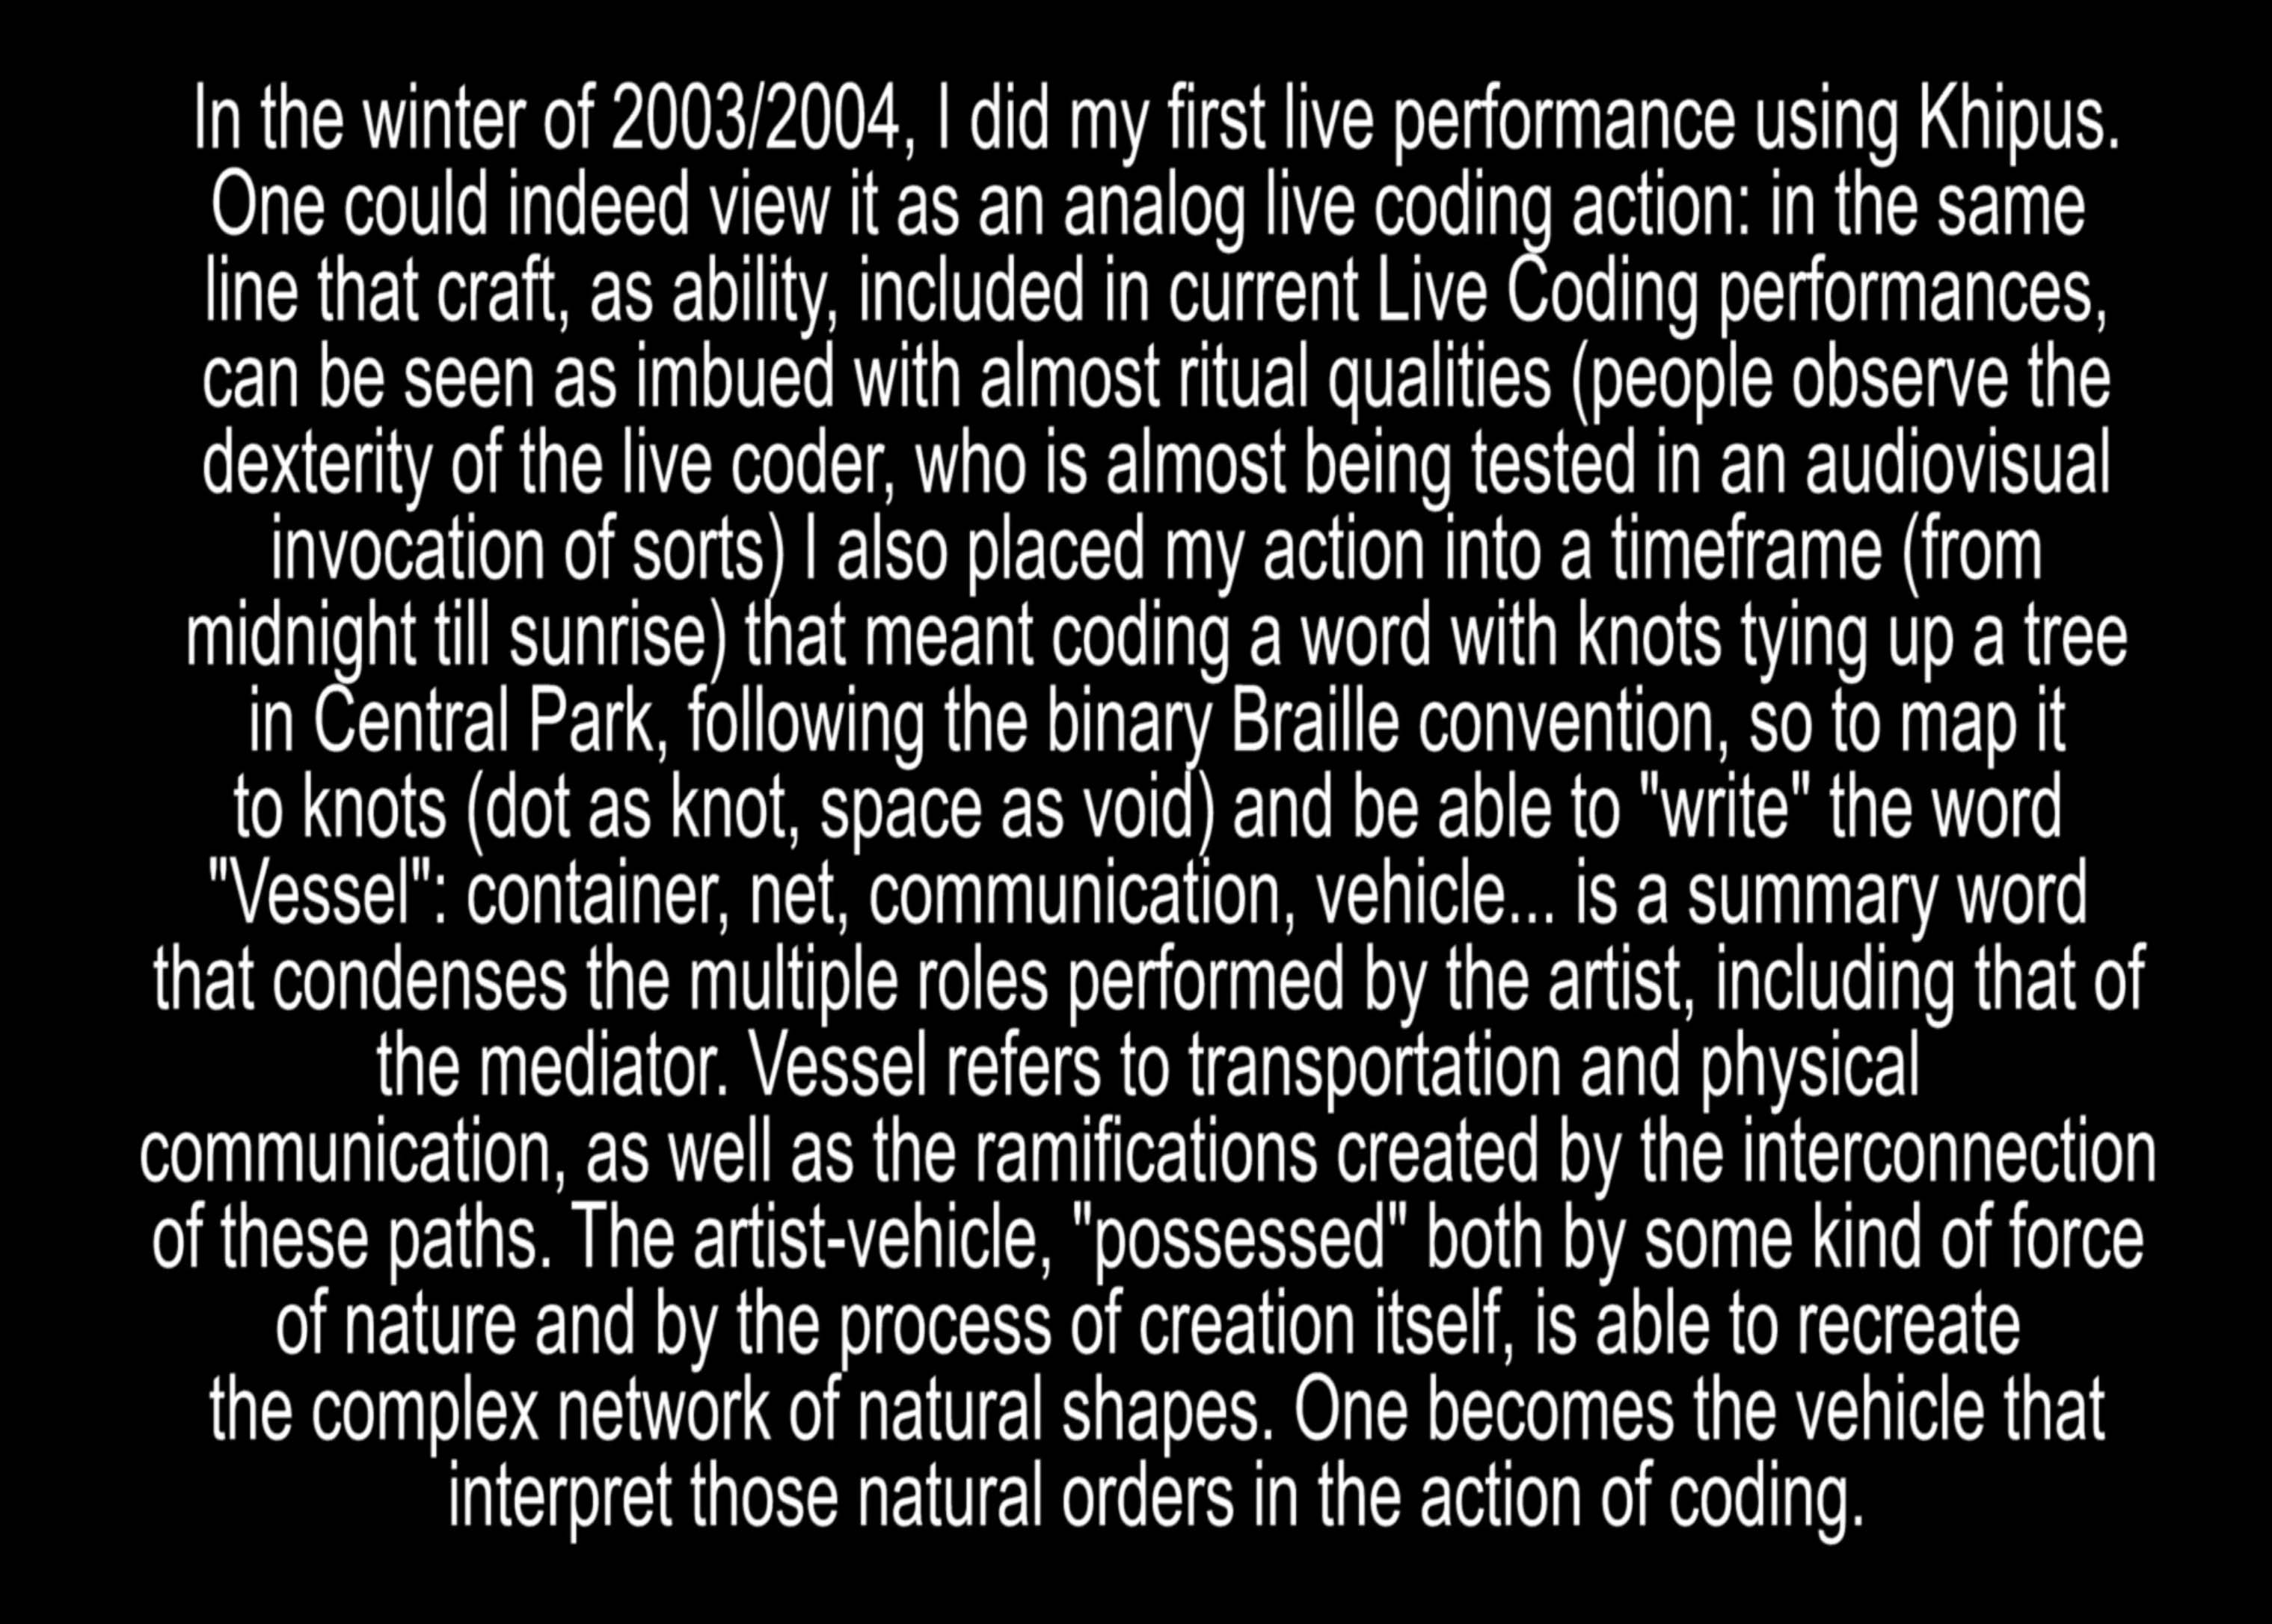 In the winter of 2003/2004, I did my first live performance using Khipus.
One could indeed view it as an analog live coding action: in the same
line that craft, as ability, included in current Live Coding performances,
can be seen as imbued with almost ritual qualities (people observe the
dexterity of the live coder, who is almost being tested in an audiovisual
invocation of sorts) I also placed my action into a timeframe (from
midnight till sunrise) that meant coding a word with knots tying up a tree
in Central Park, following the binary Braille convention, so to map it
to knots (dot as knot, space as void) and be able to "write" the word
"Vessel": container, net, communication, vehicle... is a summary word
that condenses the multiple roles performed by the artist, including that of
the mediator. Vessel refers to transportation and physical
communication, as well as the ramifications created by the interconnection
of these paths. The artist-vehicle, "possessed" both by some kind of force
of nature and by the process of creation itself, is able to recreate
the complex network of natural shapes. One becomes the vehicle that
interpret those natural orders in the action of coding.